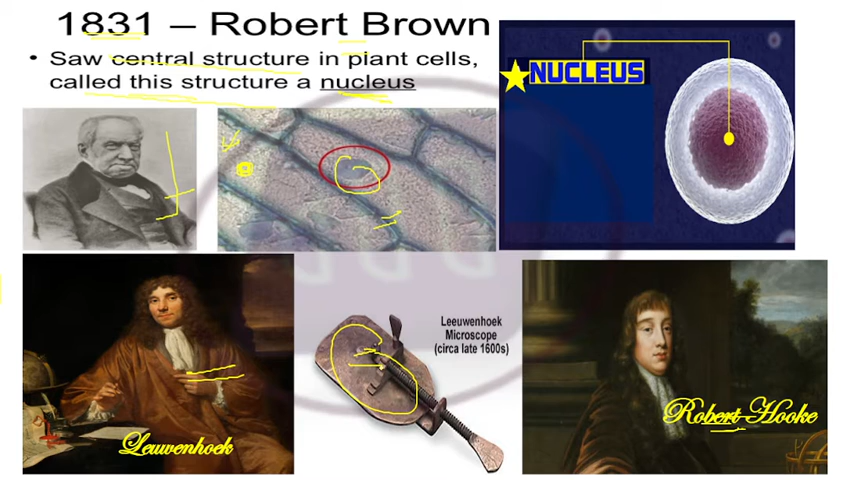 1831 – Robert Brown
• Saw central structure in plant cells,
called this structure a nucleus
NUCLEUS
Leeuwenhoek
Microscope
(circa late 1600s)
Leuwenhoek
Robert Hooke